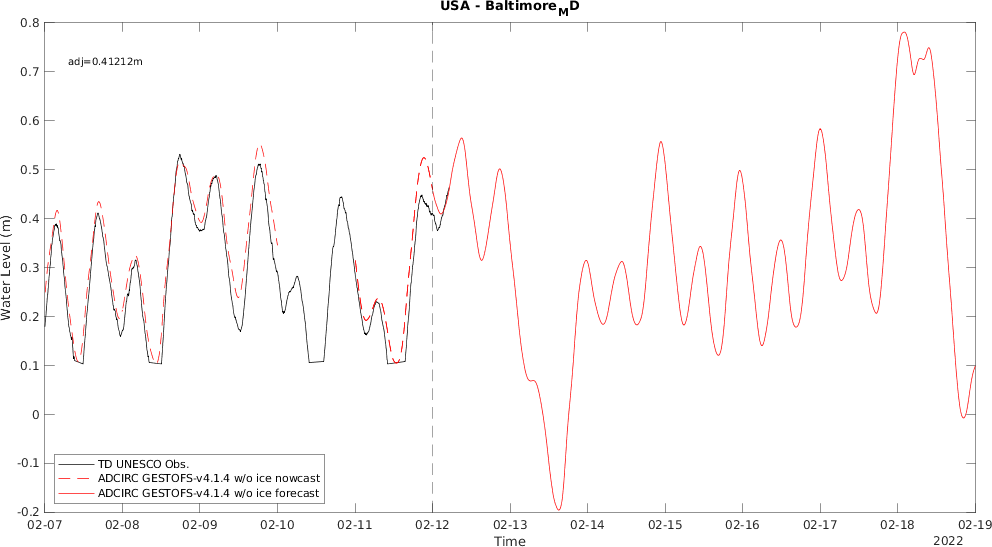 USA - Baltimore_MD
adj=0.41212m
Water Level (m)
0.8
0.7
0.6
0.5
0.4
0.3
0.2
0.1
0
-0.1
-0.2
TD UNESCO Obs.
ADCIRC GESTOFS-v4.1.4 w/o ice nowcast
ADCIRC GESTOFS-v4.1.4 w/o ice forecast
02-07 02-08 02-09 02-10 02-11 02-12 02-13 02-14 02-15 02-16 02-17 02-18 02-19
Time
2022